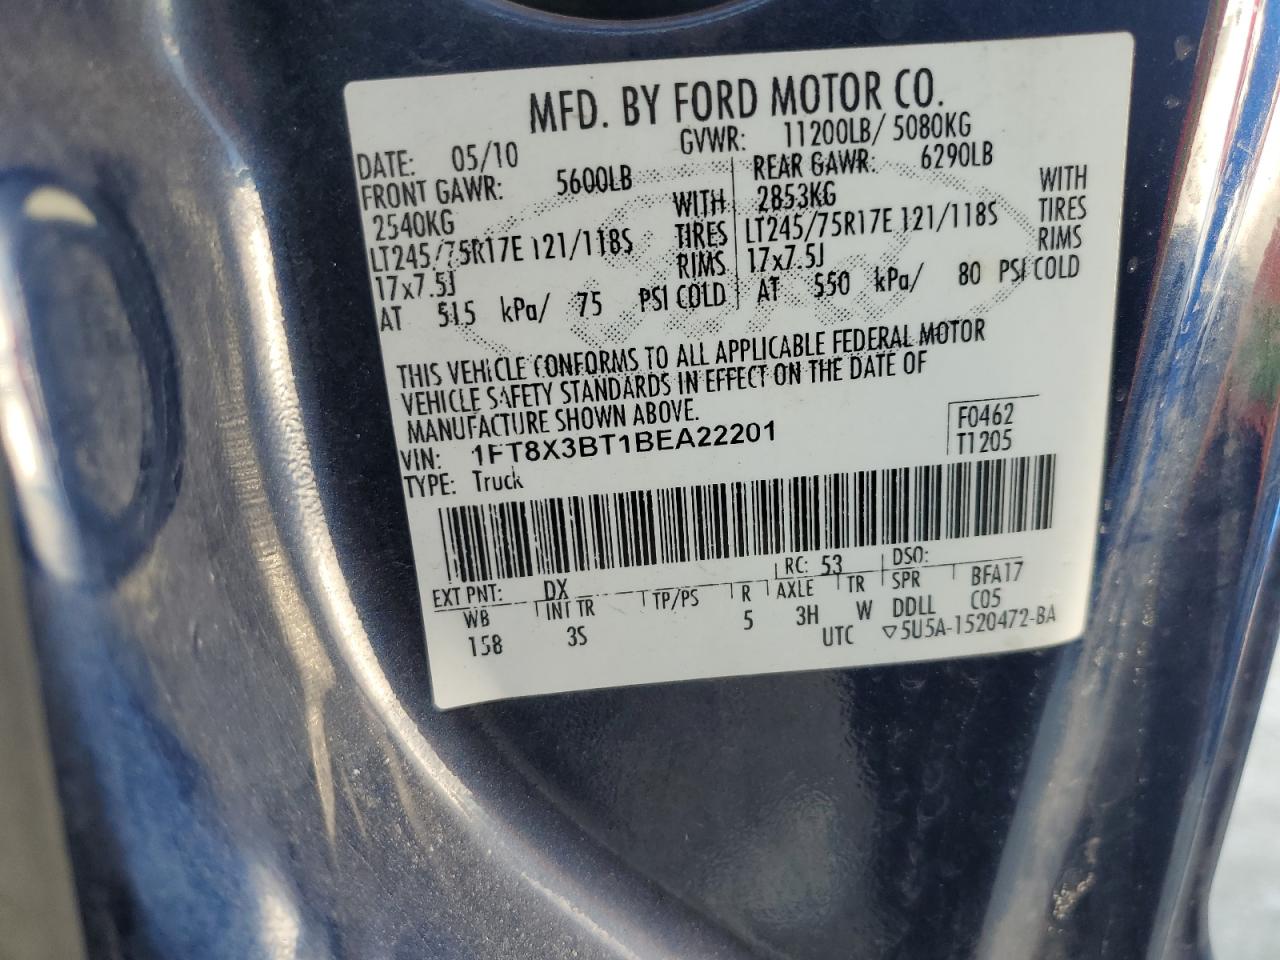 MFD. BY FORD MOTOR CO.
DATE: 05/10 GVWR: 11200LB/ 5080KG
FRONT GAWR: 5600LB REAR GAWR: 6290LB
2540KG WITH 2853KG WITH
LT245/75R17E 121/118S TIRES LT245/75R17E 121/118S TIRES
17x7.5J RIMS 17x7.5J RIMS
AT 515 kPa/ 75 PSI COLD AT 550 kPa/ 80 PSI COLD
THIS VEHICLE CONFORMS TO ALL APPLICABLE FEDERAL MOTOR
VEHICLE SAFETY STANDARDS IN EFFECT ON THE DATE OF
MANUFACTURE SHOWN ABOVE.
VIN: 1FT8X3BT1BEA22201 F0462
TYPE: Truck T1205
EXT PNT: DX RC: 53 DSO:
WB INT TR TP/PS R AXLE TR SPR BFA17
158 3S 5 3H W DDLL C05
UTC ▽5U5A-1520472-BA